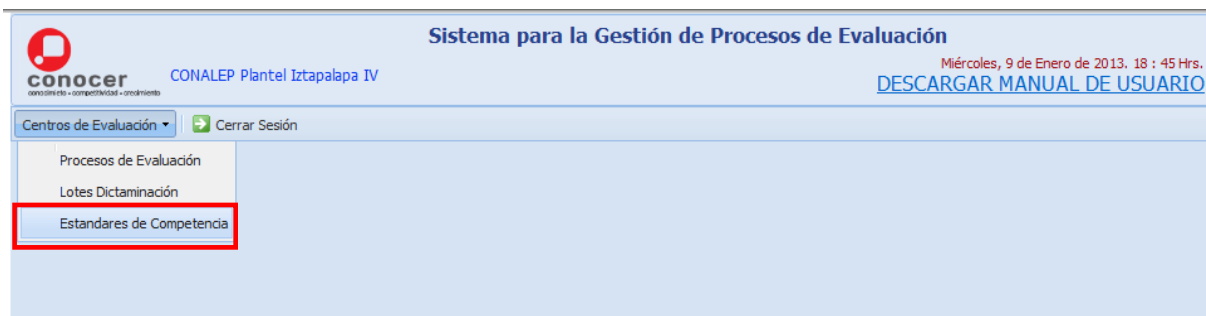 Sistema para la Gestión de Procesos de Evaluación
Miércoles, 9 de Enero de 2013. 18 : 45 Hrs.
conocer
conocimiento • competitividad • crecimiento
CONALEP Plantel Iztapalapa IV
DESCARGAR MANUAL DE USUARIO
Centros de Evaluación
Cerrar Sesión
Procesos de Evaluación
Lotes Dictaminación
Estandares de Competencia